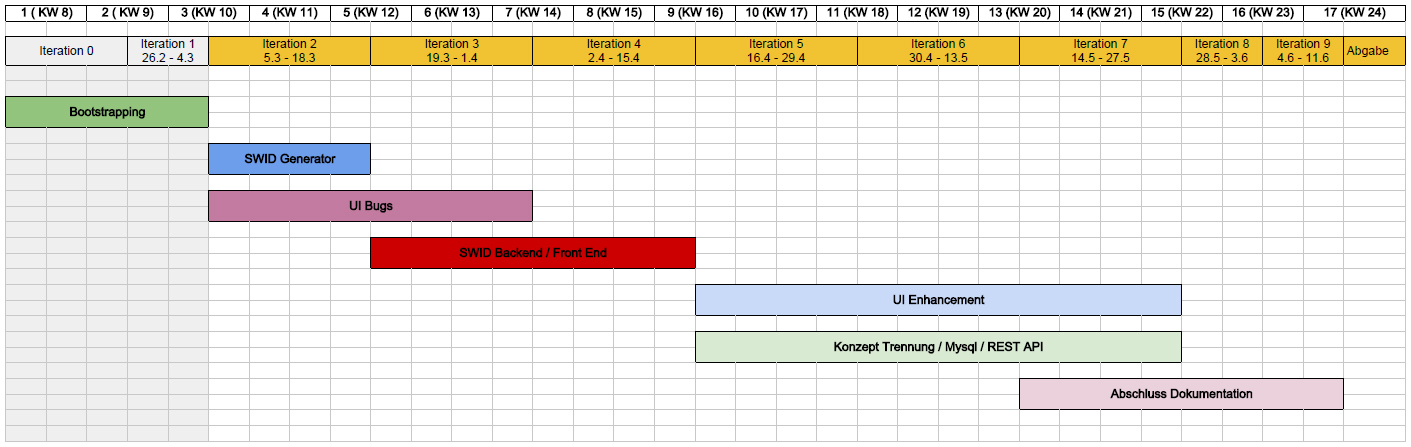 1 ( KW 8) 2 ( KW 9) 3 (KW 10) 4 (KW 11) 5 (KW 12) 6 (KW 13) 7 (KW 14) 8 (KW 15) 9 (KW 16) 10 (KW 17) 11 (KW 18) 12 (KW 19) 13 (KW 20) 14 (KW 21) 15 (KW 22) 16 (KW 23) 17 (KW 24)
Iteration 0
Iteration 1
26.2 - 4.3
Iteration 2
5.3 - 18.3
Iteration 3
19.3 - 1.4
Iteration 4
2.4 - 15.4
Iteration 5
16.4 - 29.4
Iteration 6
30.4 - 13.5
Iteration 7
14.5 - 27.5
Iteration 8
28.5 - 3.6
Iteration 9
4.6 - 11.6
Abgabe
Bootstrapping
SWID Generator
UI Bugs
SWID Backend / Front End
UI Enhancement
Konzept Trennung / Mysql / REST API
Abschluss Dokumentation